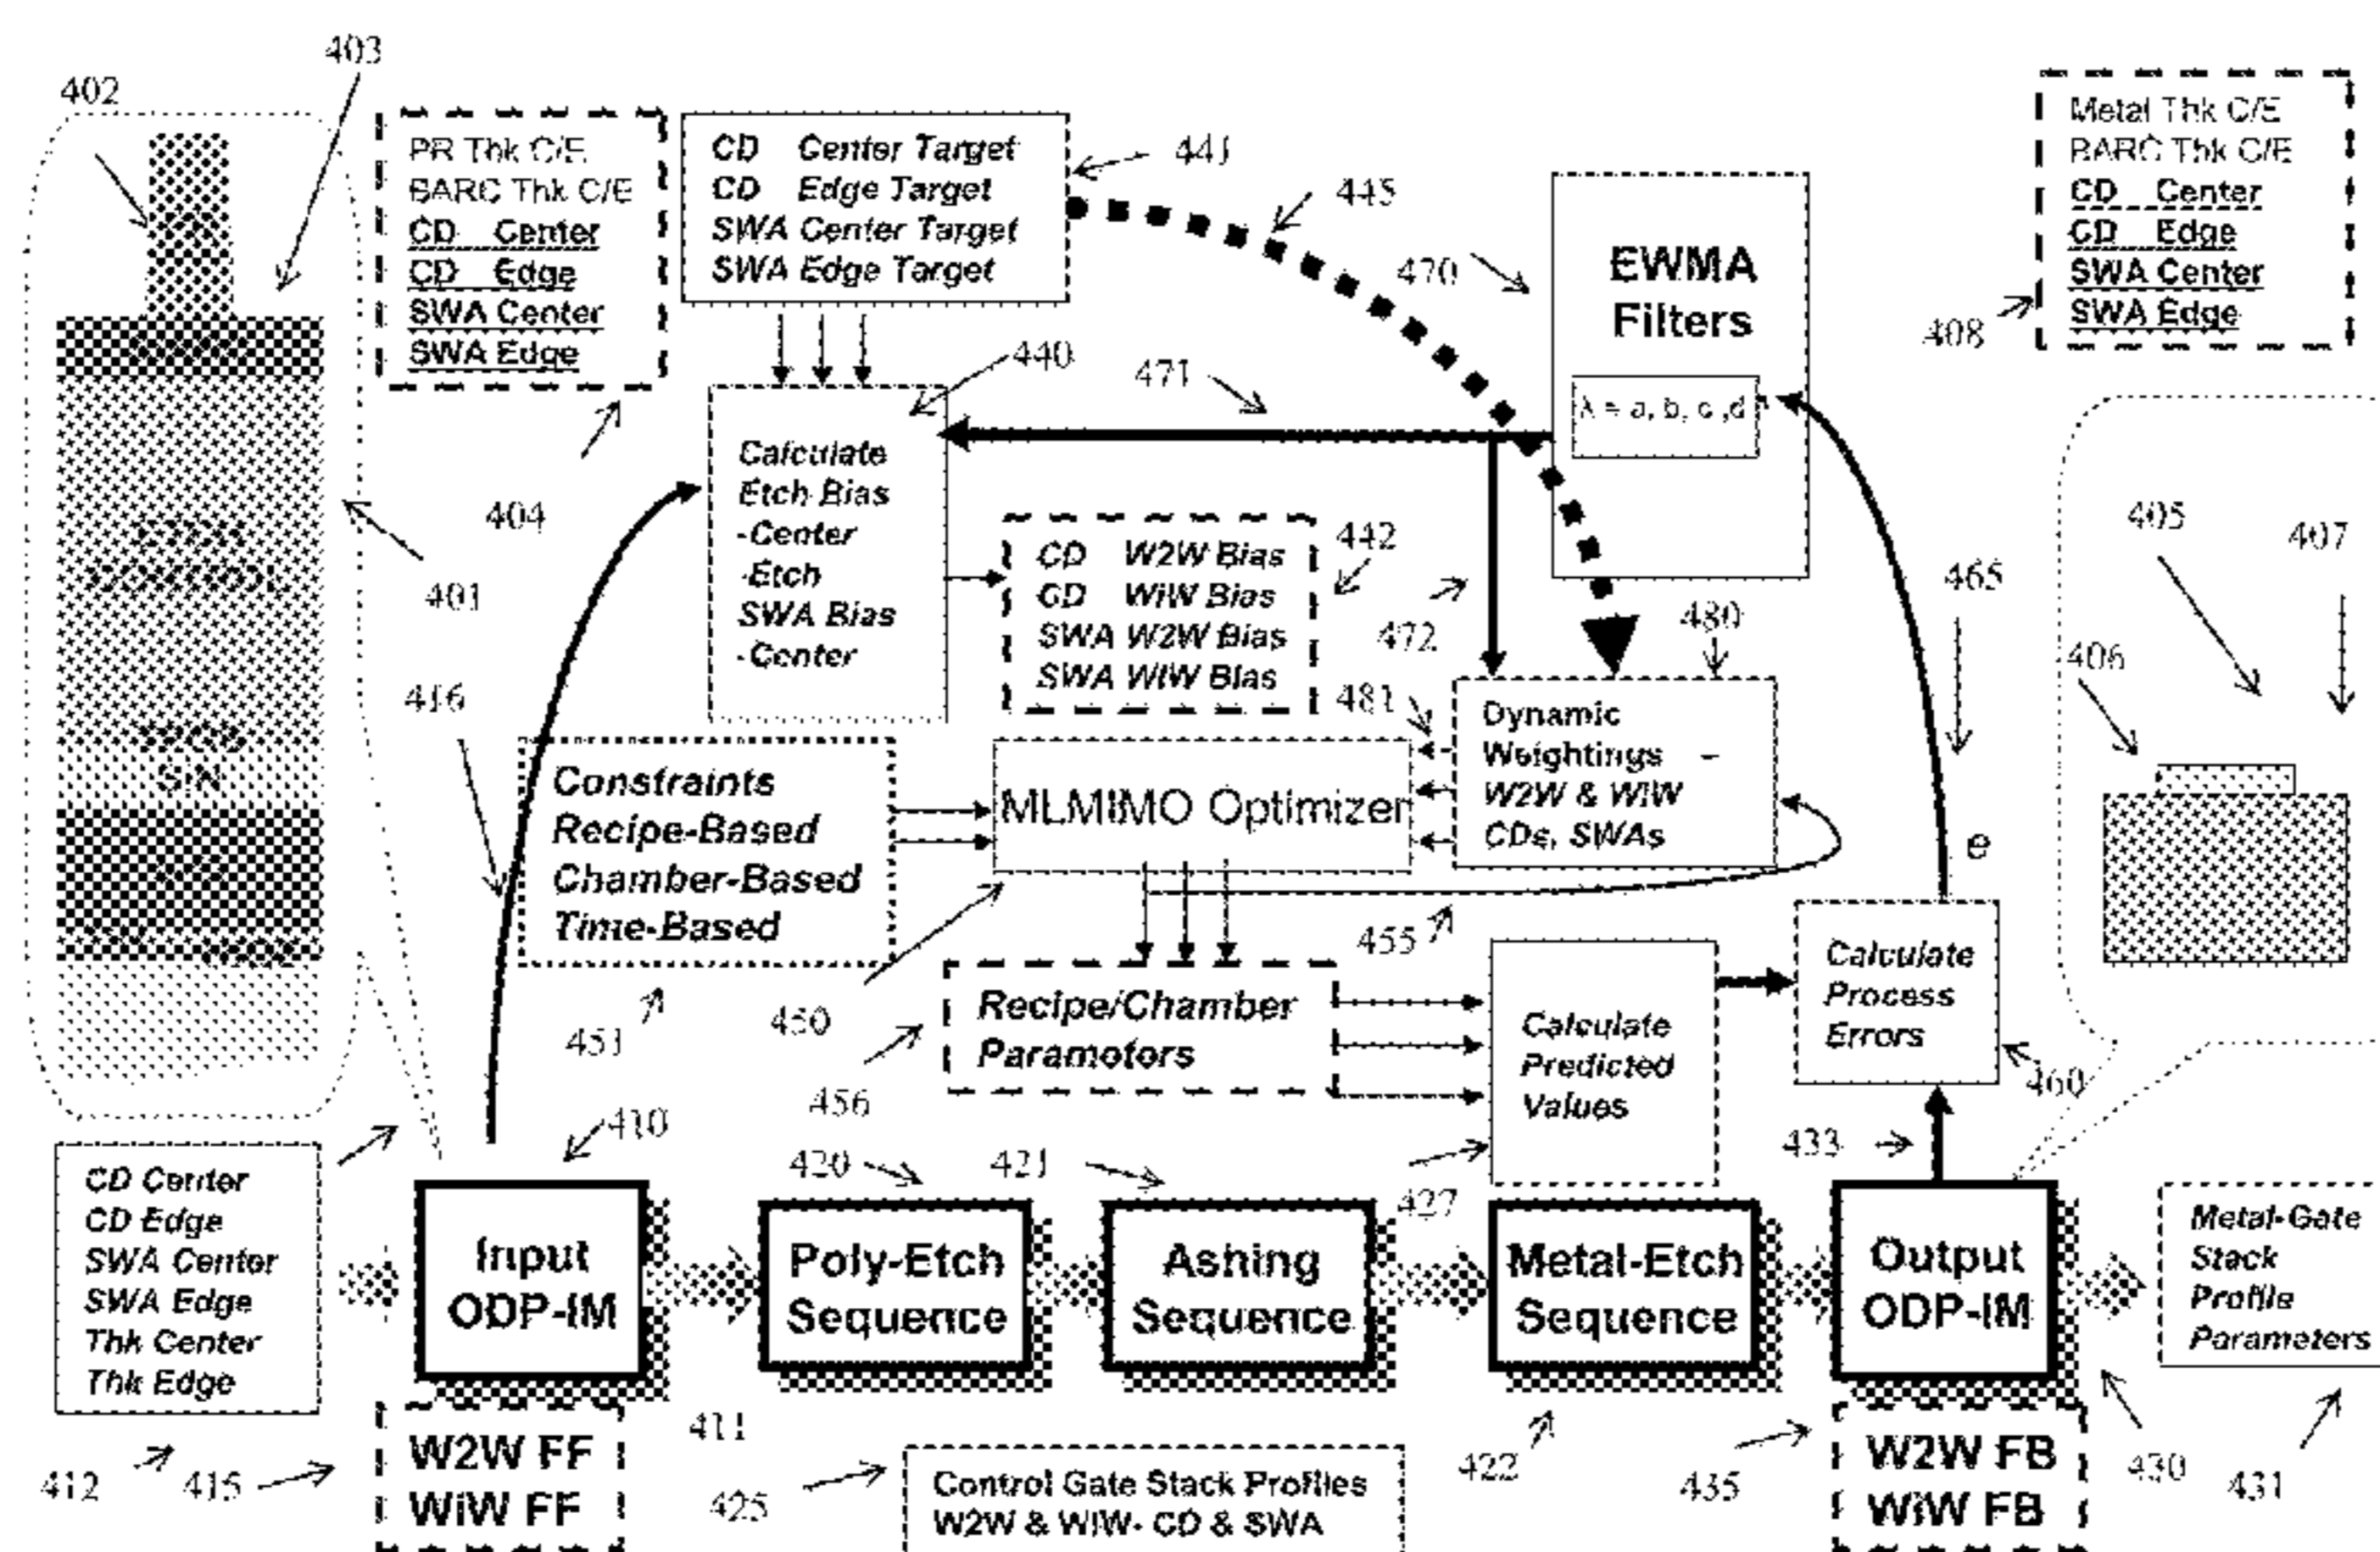 402
403
PR Thk C/E
BARC Thk C/E
CD Center
CD Edge
SWA Center
SWA Edge
404
401
SiN
CD Center Target
CD Edge Target
SWA Center Target
SWA Edge Target
441
445
470
EWMA
Filters
λ = a, b, c ,d
Metal Thk C/E
BARC Thk C/E
CD Center
CD Edge
SWA Center
SWA Edge
408
440
471
Calculate
Etch Bias
-Center
-Etch
SWA Bias
-Center
CD W2W Bias
CD WiW Bias
SWA W2W Bias
SWA WiW Bias
442
472
480
481
465
405
407
406
416
Constraints
Recipe-Based
Chamber-Based
Time-Based
451
MLMIMO Optimizer
450
Dynamic
Weightings –
W2W & WiW
CDs, SWAs
455
e
Recipe/Chamber
Paramotors
456
Calculate
Predicted
Values
427
Calculate
Process
Errors
460
433
CD Center
CD Edge
SWA Center
SWA Edge
Thk Center
Thk Edge
412
410
Input
ODP-IM
411
415
W2W FF
WiW FF
420
Poly-Etch
Sequence
421
Ashing
Sequence
Metal-Etch
Sequence
422
Output
ODP-IM
430
435
W2W FB
WiW FB
Metal-Gate
Stack
Profile
Parameters
431
425
Control Gate Stack Profiles
W2W & WiW- CD & SWA